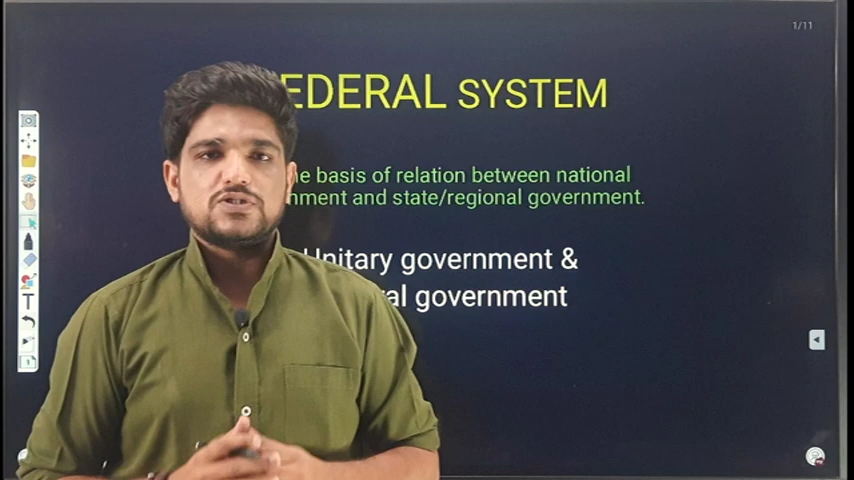 1/11
EDERAL SYSTEM
he basis of relation between national
nment and state/regional government.
Unitary government &
al government
T